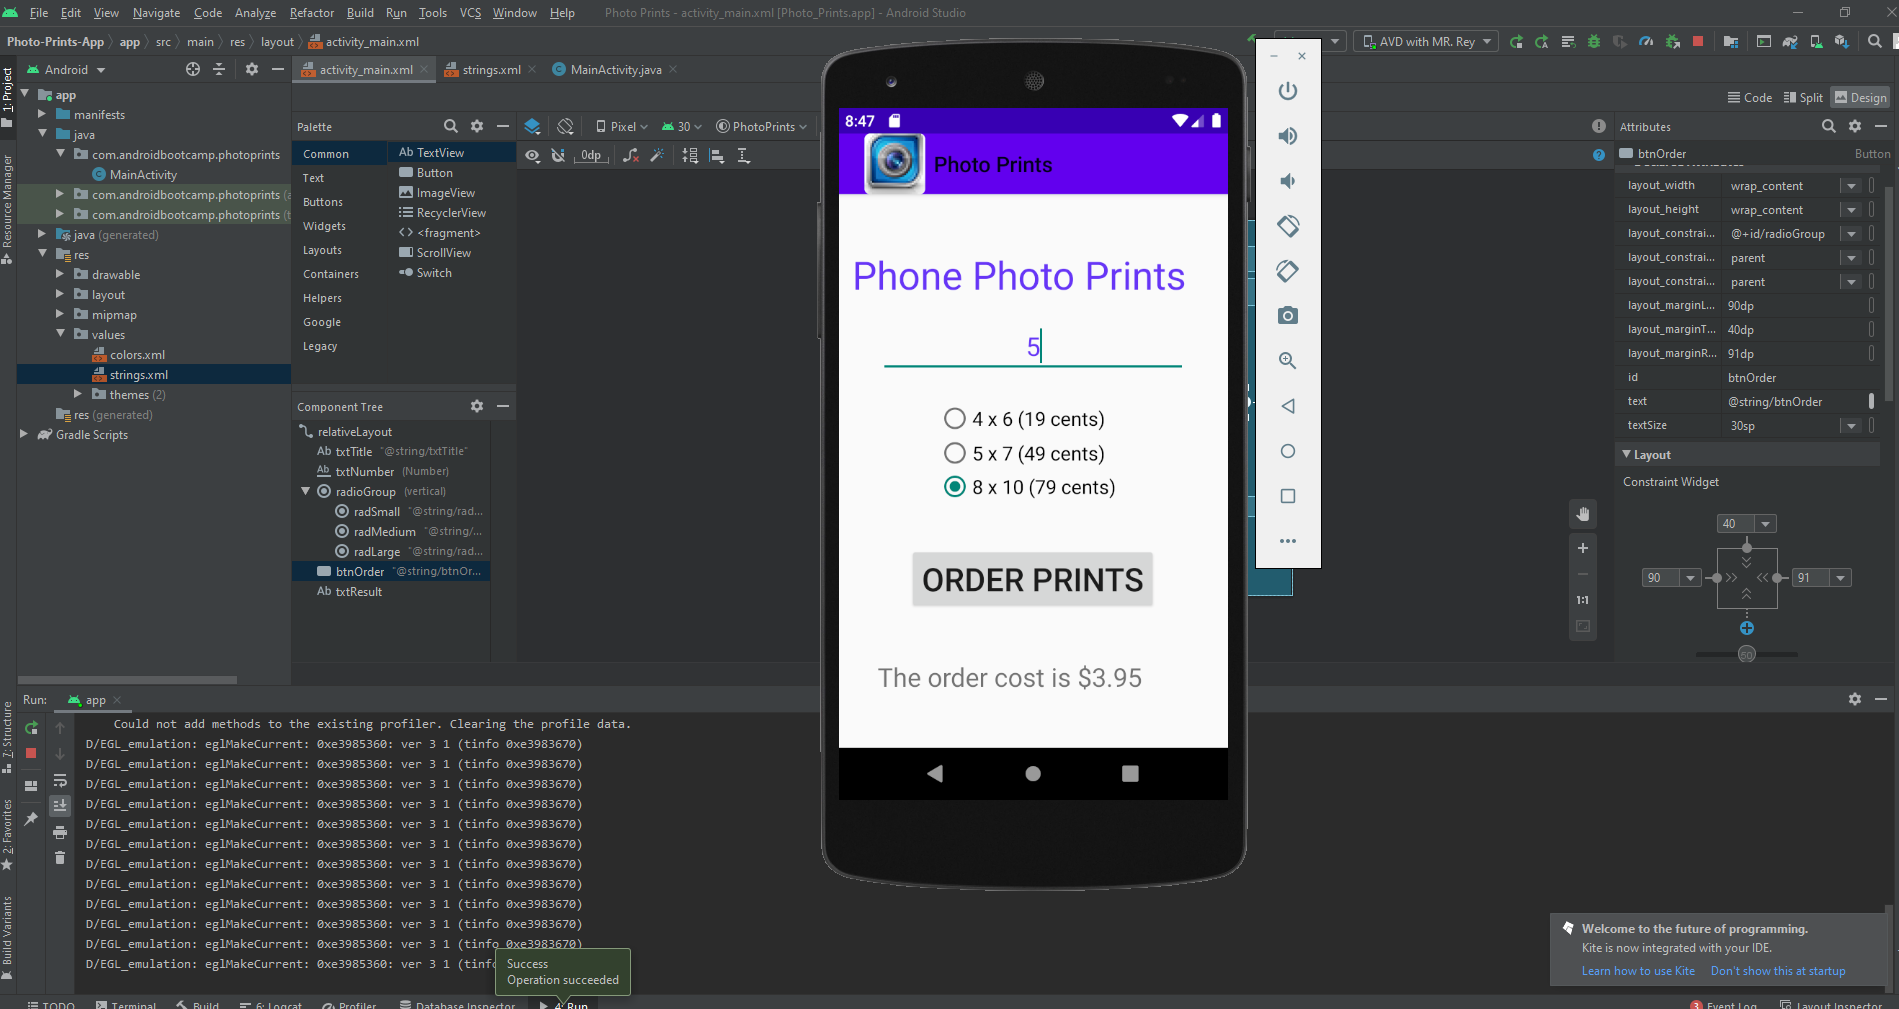 File Edit View Navigate Code Analyze Refactor Build Run Tools VCS Window Help Photo Prints - activity_main.xml [Photo_Prints.app] - Android Studio
Photo-Prints-App app src main res layout activity_main.xml
AVD with MR. Rey
1: Project
Resource Manager
7: Structure
2: Favorites
Build Variants
Android
activity_main.xml strings.xml MainActivity.java
app
manifests
java
com.androidbootcamp.photoprints
MainActivity
com.androidbootcamp.photoprints
com.androidbootcamp.photoprints (t
java (generated)
res
drawable
layout
mipmap
values
colors.xml
strings.xml
themes (2)
res (generated)
Gradle Scripts
Palette
Common
Text
Buttons
Widgets
Layouts
Containers
Helpers
Google
Legacy
Ab TextView
Button
ImageView
RecyclerView
<> <fragment>
ScrollView
Switch
Pixel 30 PhotoPrints
0dp
Component Tree
relativeLayout
Ab txtTitle "@string/txtTitle"
Ab txtNumber (Number)
radioGroup (vertical)
radSmall "@string/rad...
radMedium "@string/...
radLarge "@string/rad...
btnOrder "@string/btnOr...
Ab txtResult
8:47
Photo Prints
Phone Photo Prints
5
4 x 6 (19 cents)
5 x 7 (49 cents)
8 x 10 (79 cents)
ORDER PRINTS
The order cost is $3.95
1:1
Code Split Design
Attributes
btnOrder Button
layout_width wrap_content
layout_height wrap_content
layout_constrai... @+id/radioGroup
layout_constrai... parent
layout_constrai... parent
layout_marginL... 90dp
layout_marginT... 40dp
layout_marginR... 91dp
id btnOrder
text @string/btnOrder
textSize 30sp
Layout
Constraint Widget
40
90
91
50
Run: app
Could not add methods to the existing profiler. Clearing the profile data.
D/EGL_emulation: eglMakeCurrent: 0xe3985360: ver 3 1 (tinfo 0xe3983670)
D/EGL_emulation: eglMakeCurrent: 0xe3985360: ver 3 1 (tinfo 0xe3983670)
D/EGL_emulation: eglMakeCurrent: 0xe3985360: ver 3 1 (tinfo 0xe3983670)
D/EGL_emulation: eglMakeCurrent: 0xe3985360: ver 3 1 (tinfo 0xe3983670)
D/EGL_emulation: eglMakeCurrent: 0xe3985360: ver 3 1 (tinfo 0xe3983670)
D/EGL_emulation: eglMakeCurrent: 0xe3985360: ver 3 1 (tinfo 0xe3983670)
D/EGL_emulation: eglMakeCurrent: 0xe3985360: ver 3 1 (tinfo 0xe3983670)
D/EGL_emulation: eglMakeCurrent: 0xe3985360: ver 3 1 (tinfo 0xe3983670)
D/EGL_emulation: eglMakeCurrent: 0xe3985360: ver 3 1 (tinfo 0xe3983670)
D/EGL_emulation: eglMakeCurrent: 0xe3985360: ver 3 1 (tinfo 0xe3983670)
D/EGL_emulation: eglMakeCurrent: 0xe3985360: ver 3 1 (tinfo 0xe3983670)
D/EGL_emulation: eglMakeCurrent: 0xe3985360: ver 3 1 (tinf
Success
Operation succeeded
Welcome to the future of programming.
Kite is now integrated with your IDE.
Learn how to use Kite Don't show this at startup
TODO Terminal Build 6: Logcat Profiler Database Inspector 4: Run 3 Event Log Layout Inspector